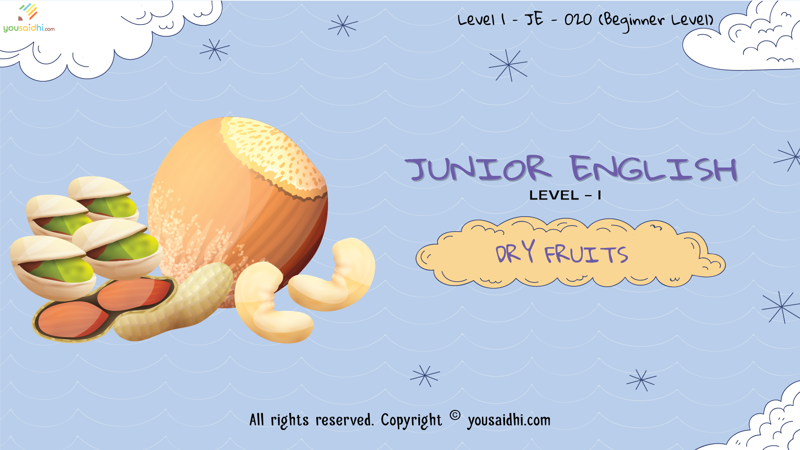 yousaidhi.com
Level 1 - JE - 020 (Beginner Level)
JUNIOR ENGLISH
LEVEL - I
DRY FRUITS
All rights reserved. Copyright © yousaidhi.com